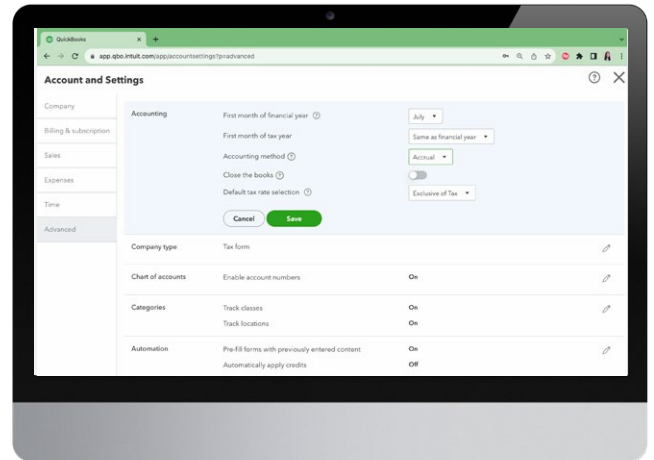 QuickBooks
app.qbo.intuit.com/app/accountsettings?p=advanced
Account and Settings
Company
Billing & subscription
Sales
Expenses
Time
Advanced
Accounting
First month of financial year
July
First month of tax year
Same as financial year
Accounting method
Accrual
Close the books
Default tax rate selection
Exclusive of Tax
Cancel Save
Company type Tax form
Chart of accounts Enable account numbers On
Categories Track classes On
Track locations On
Automation Pre-fill forms with previously entered content On
Automatically apply credits Off